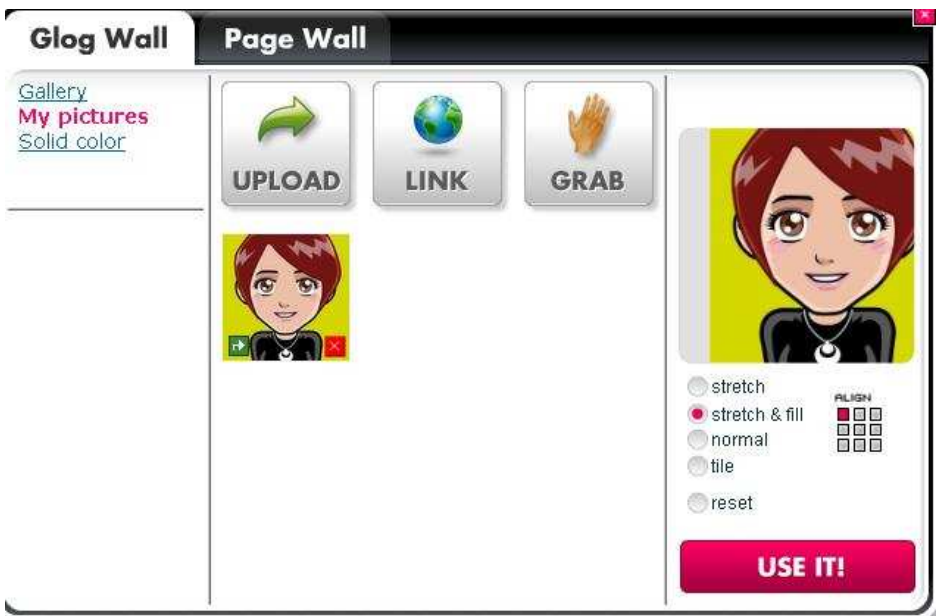 Glog Wall
Page Wall
Gallery
My pictures
Solid color
UPLOAD
LINK
GRAB
stretch
stretch & fill
normal
tile
reset
ALIGN
USE IT!